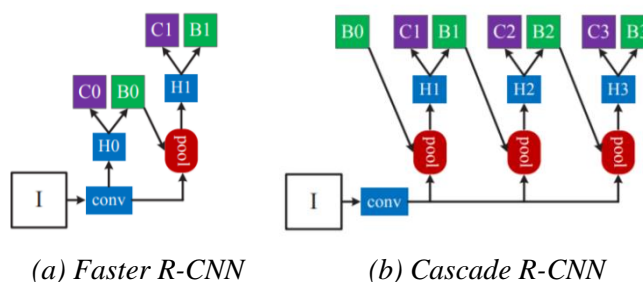 C1 B1
C0 B0 H1
H0 pool
I conv
(a) Faster R-CNN
B0 C1 B1 C2 B2 C3 B3
H1 H2 H3
pool pool pool
I conv
(b) Cascade R-CNN